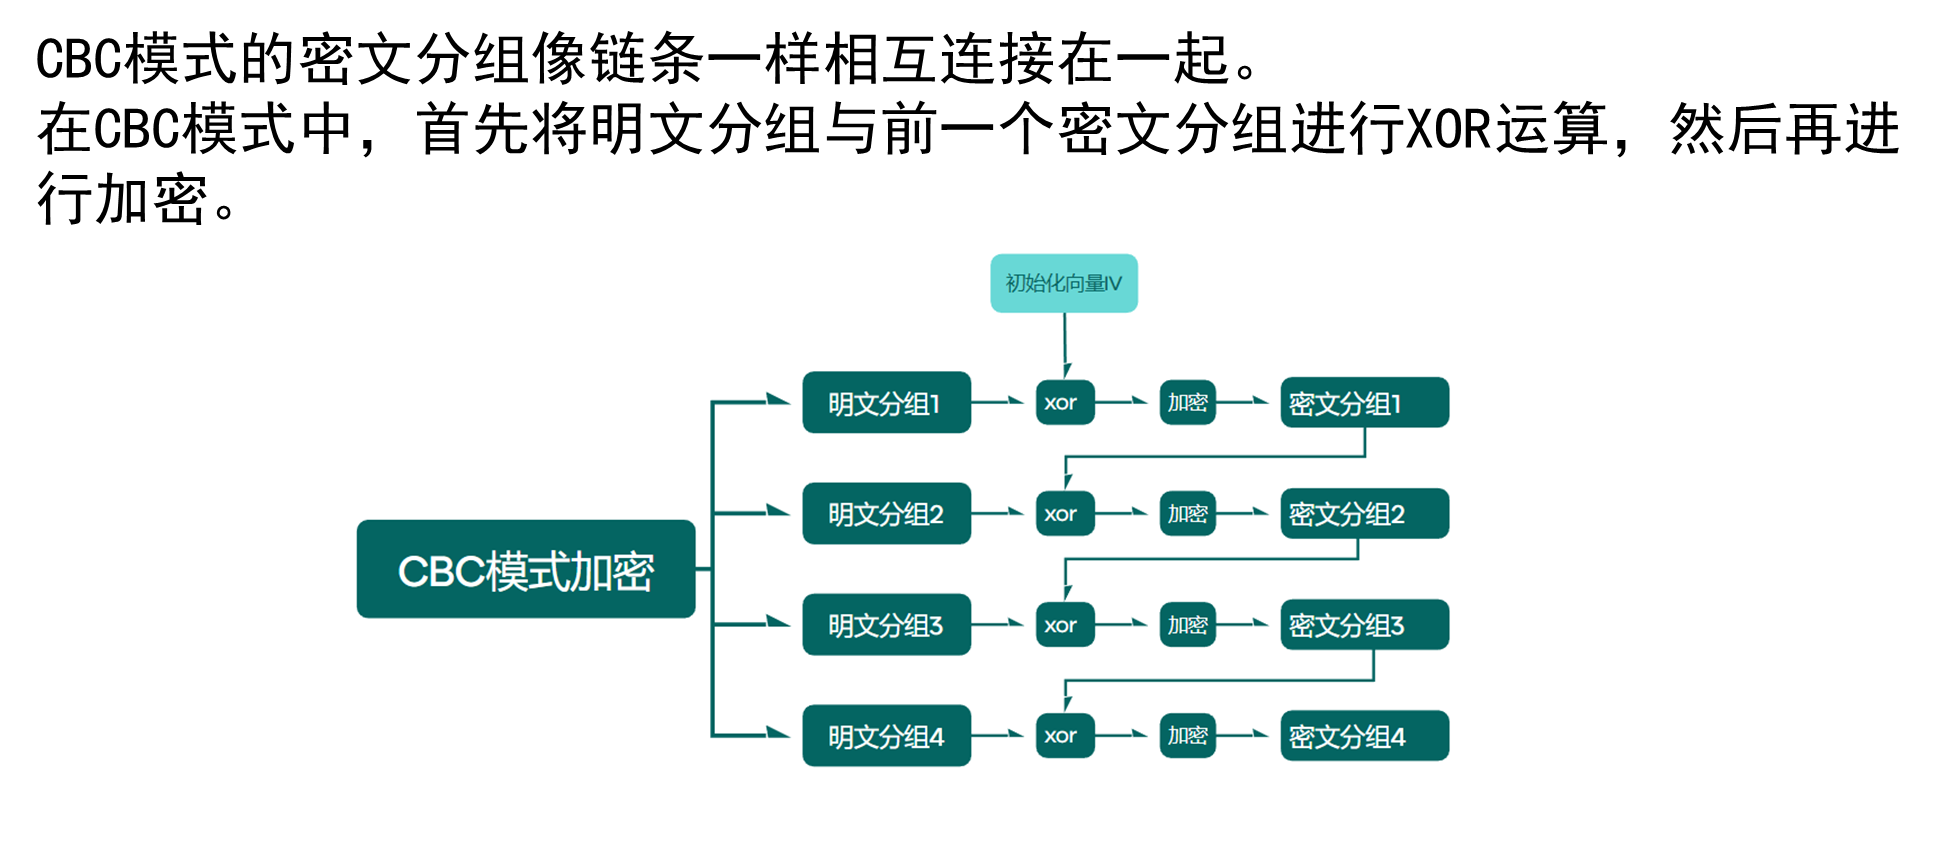 CBC模式的密文分组像链条一样相互连接在一起。
在CBC模式中，首先将明文分组与前一个密文分组进行XOR运算，然后再进
行加密。
初始化向量IV
明文分组1 xor 加密 密文分组1
明文分组2 xor 加密 密文分组2
CBC模式加密
明文分组3 xor 加密 密文分组3
明文分组4 xor 加密 密文分组4